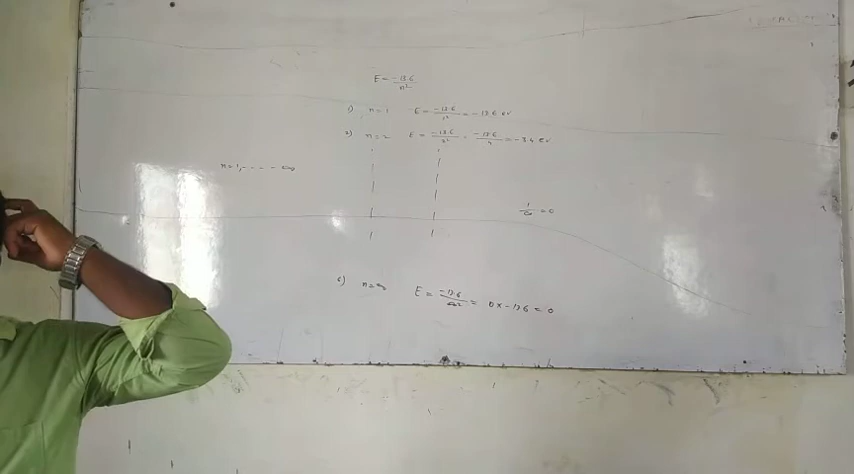 E = -13.6/n²
1) n=1 E = -13.6/1² = -13.6 eV
2) n=2 E = -13.6/2² = -13.6/4 = -3.4 eV
n=1,- - - - - ∞
1/∞ = 0
n=∞ E = -13.6/∞² = 0 x -13.6 = 0